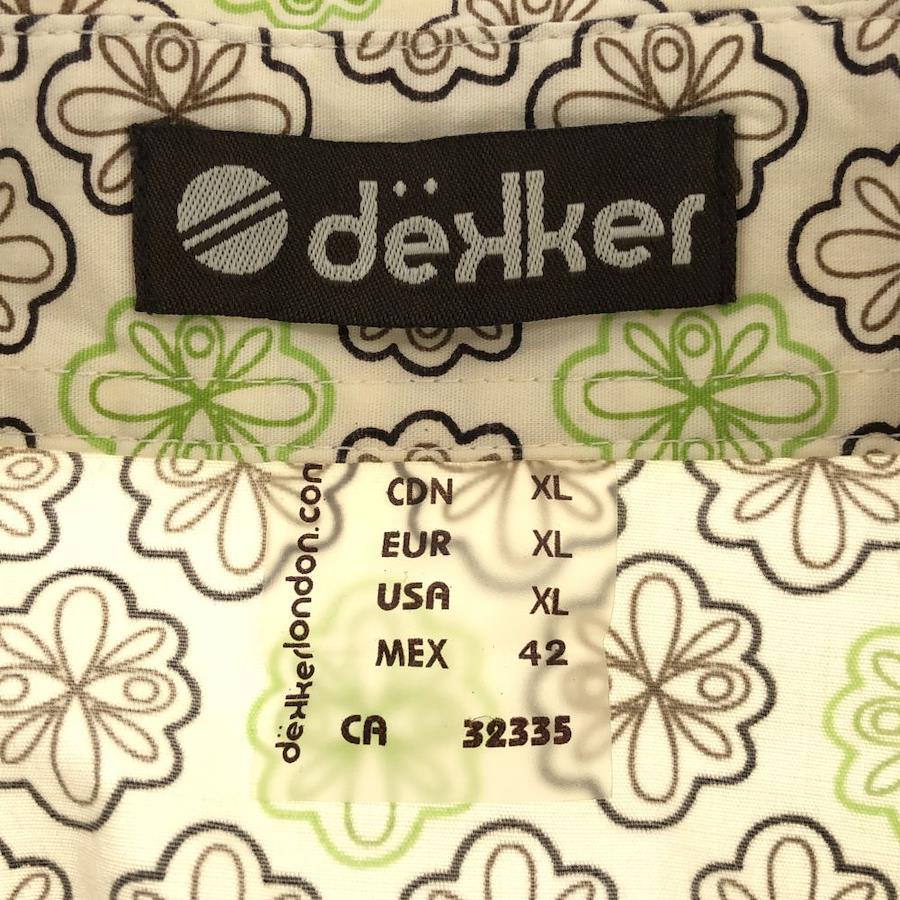 dëkker
CDN XL
EUR XL
USA XL
MEX 42
CA 32335
dëkkerlondon.com